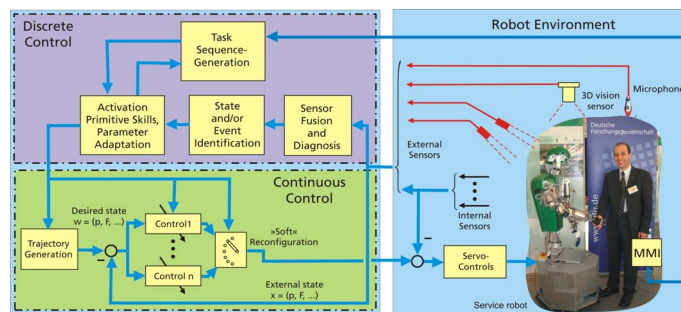 Discrete
Control
Task
Sequence-
Generation
Activation
Primitive Skills,
Parameter
Adaptation
State
and/or
Event
Identification
Sensor
Fusion
and
Diagnosis
Continuous
Control
Desired state
w = (p, F, ...)
Trajectory
Generation
Control1
Control n
»Soft«
Reconfiguration
External state
x = (p, F, ...)
Robot Environment
Microphone
3D vision
sensor
External
Sensors
Internal
Sensors
Servo-
Controls
Deutsche
Forschungsgemeinschaft
MMI
Service robot